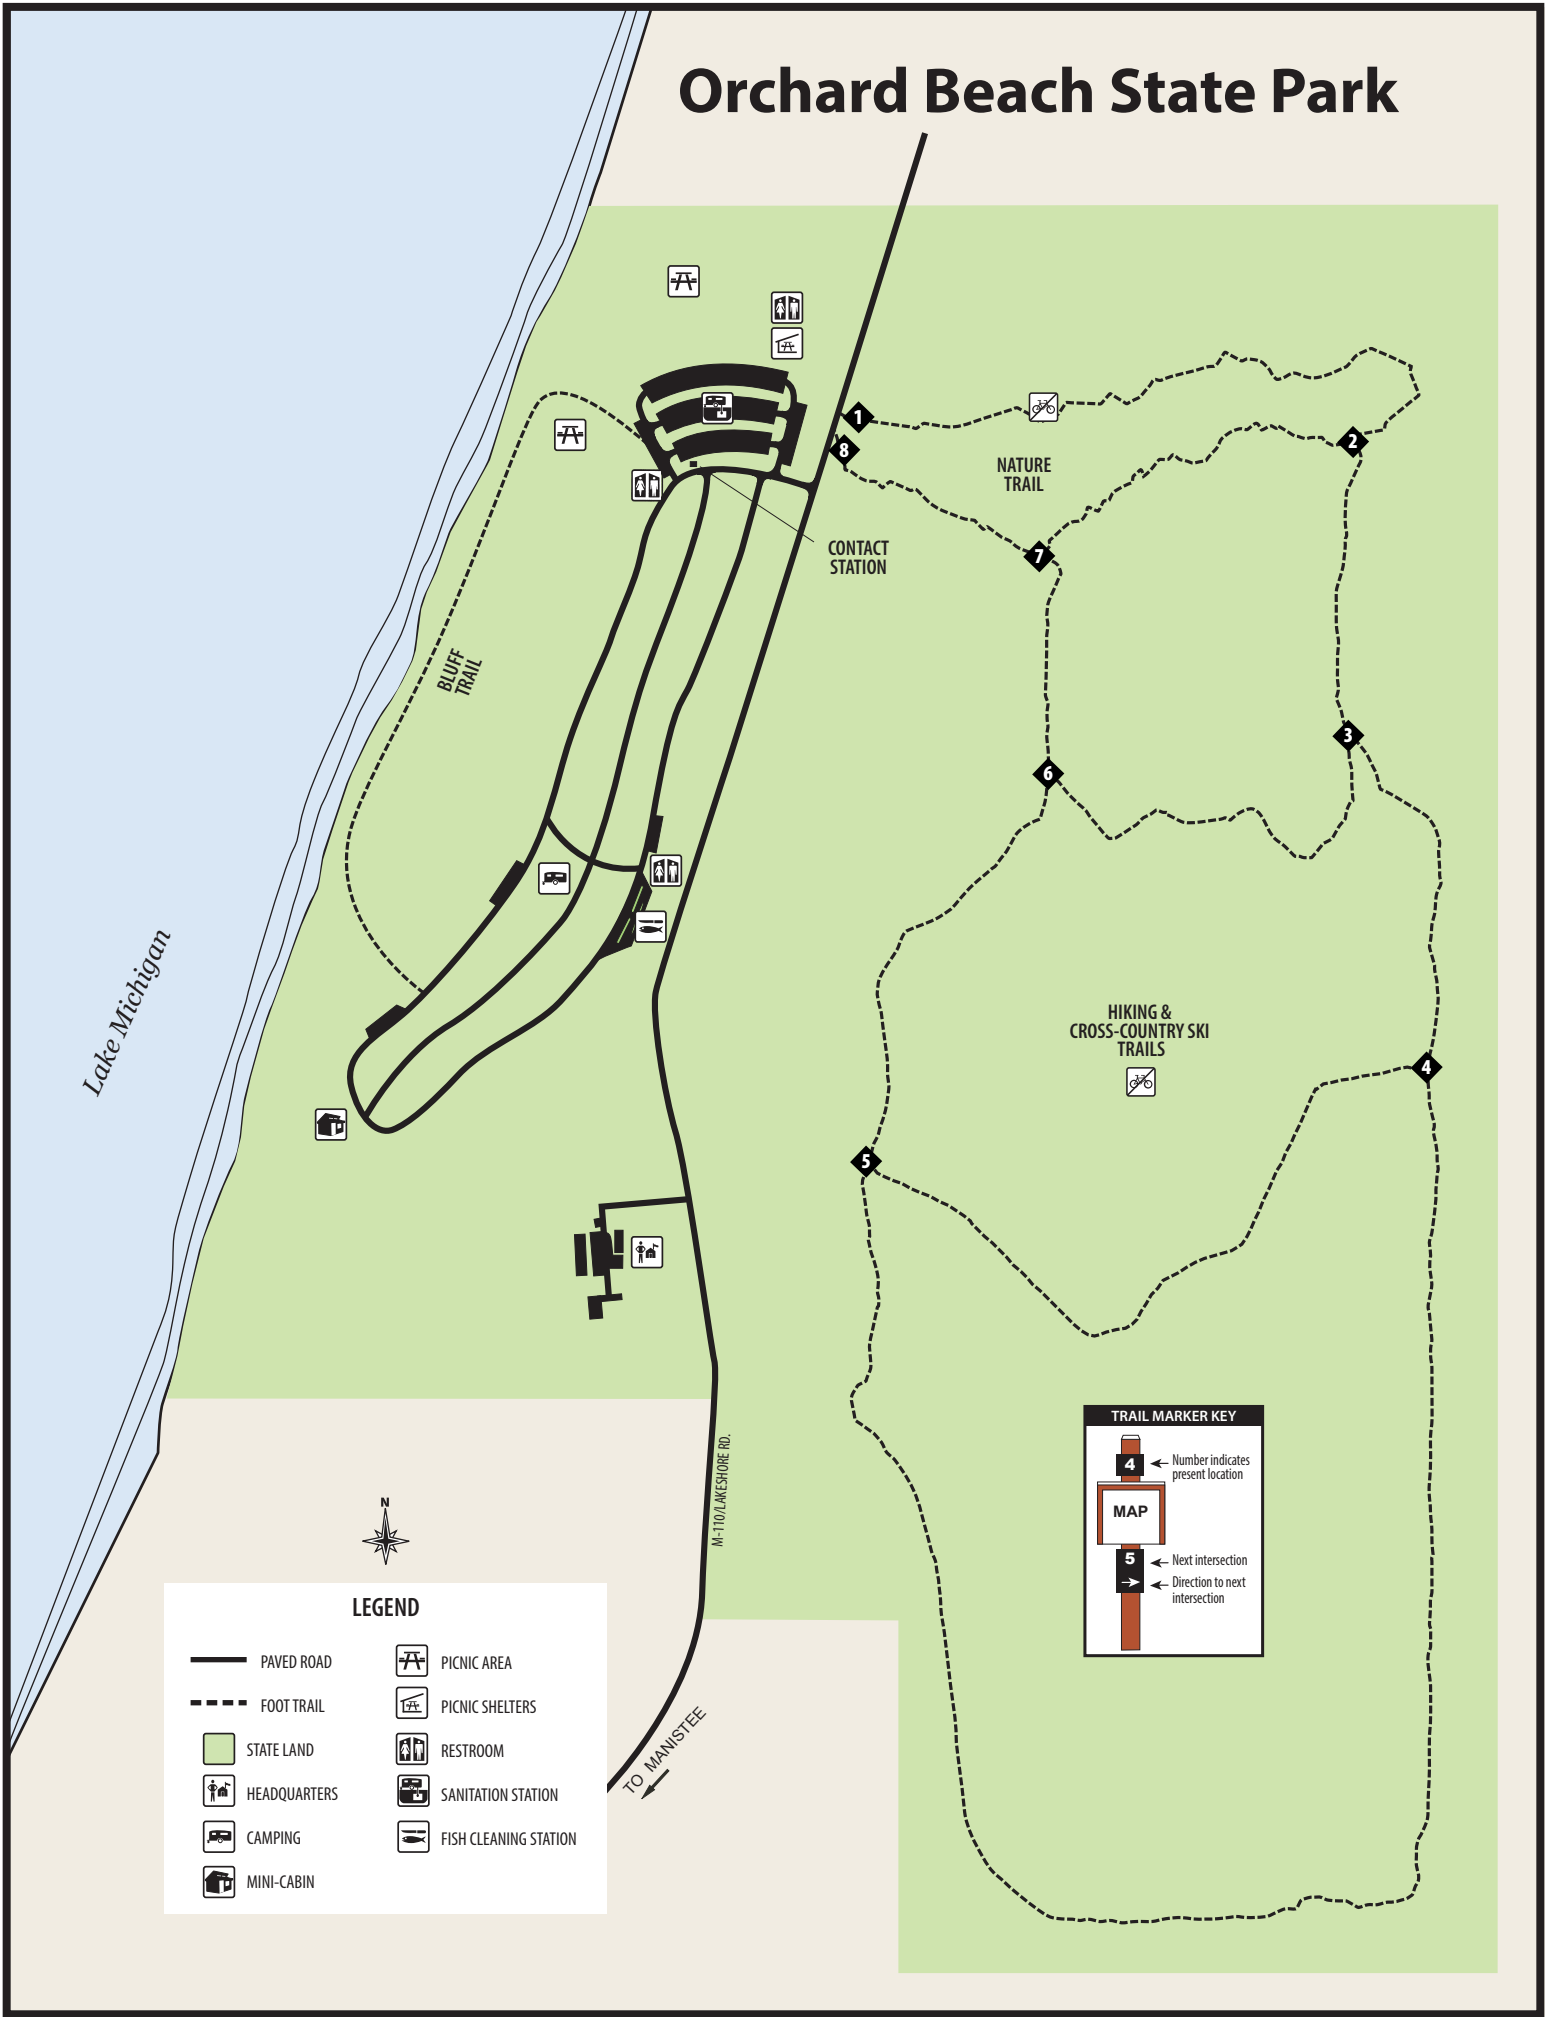 Orchard Beach State Park
1
8
2
NATURE
TRAIL
7
CONTACT
STATION
BLUFF
TRAIL
3
6
Lake Michigan
HIKING &
CROSS-COUNTRY SKI
TRAILS
4
5
TRAIL MARKER KEY
4
Number indicates
present location
MAP
5
Next intersection
Direction to next
intersection
M-110/LAKESHORE RD.
N
TO MANISTEE
LEGEND
PAVED ROAD
FOOT TRAIL
STATE LAND
HEADQUARTERS
CAMPING
MINI-CABIN
PICNIC AREA
PICNIC SHELTERS
RESTROOM
SANITATION STATION
FISH CLEANING STATION